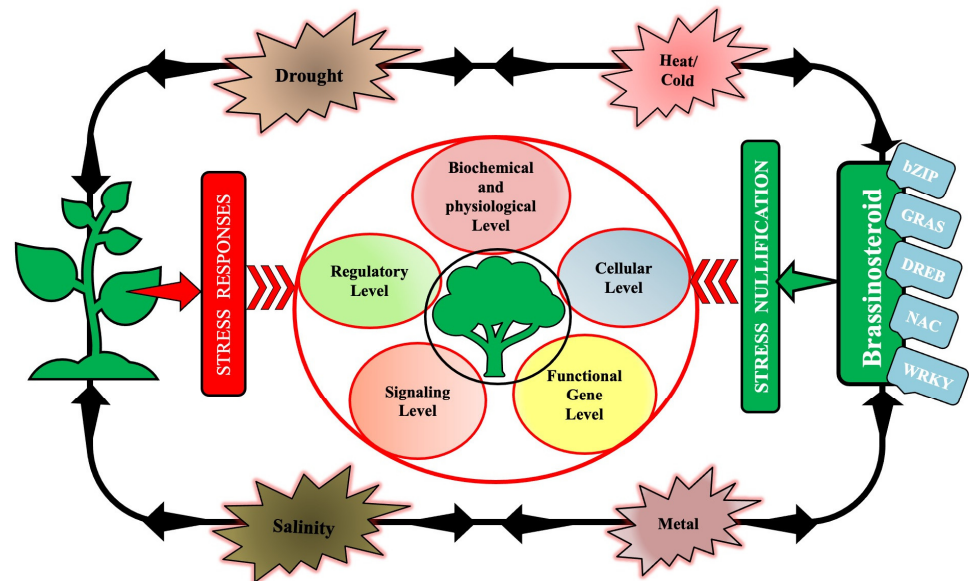 Drought
Heat/
Cold
STRESS RESPONSES
Biochemical
and
physiological
Level
Regulatory
Level
Cellular
Level
Signaling
Level
Functional
Gene
Level
STRESS NULLIFICATION
Brassinosteroid
bZIP
GRAS
DREB
NAC
WRKY
Salinity
Metal